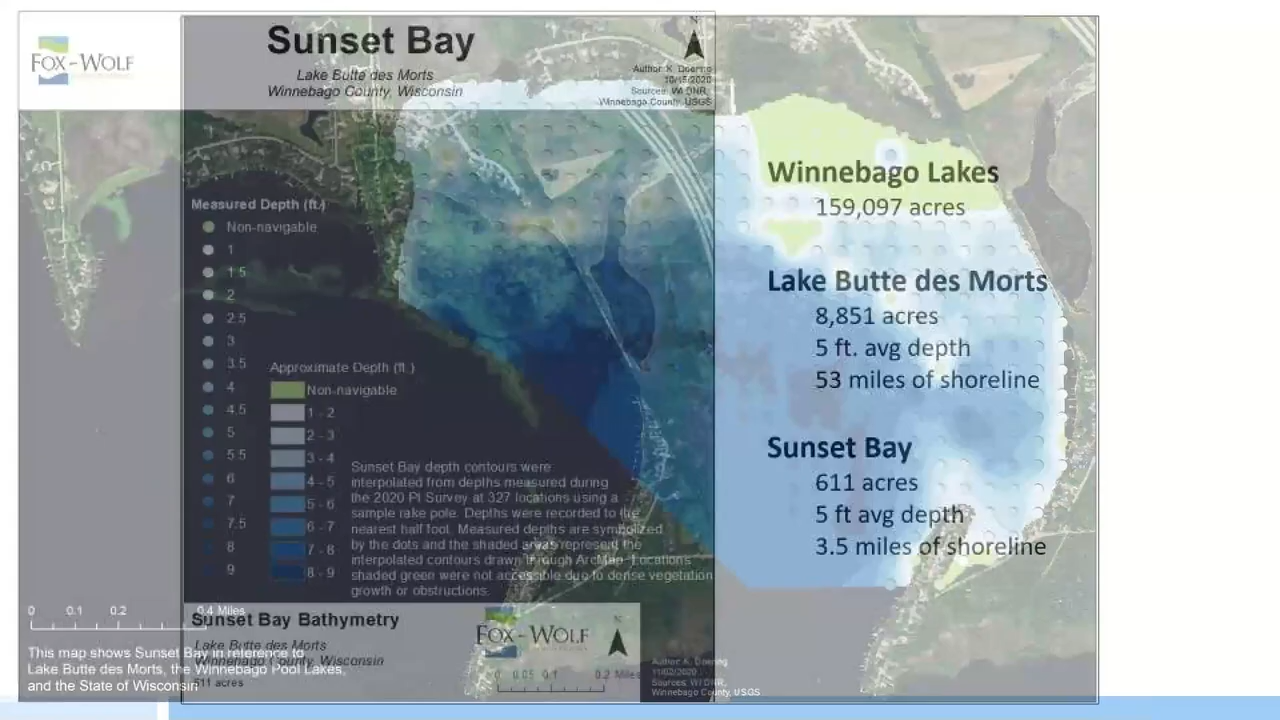 FOX-WOLF
Sunset Bay
Lake Butte des Morts
Winnebago County, Wisconsin
N
Author: K. Doering
10/15/2020
Sources: WI DNR,
Winnebago County, USGS
Measured Depth (ft.)
Non-navigable
1
1.5
2
2.5
3
3.5
4
4.5
5
5.5
6
7
7.5
8
9
Approximate Depth (ft.)
Non-navigable
1 - 2
2 - 3
3 - 4
4 - 5
5 - 6
6 - 7
7 - 8
8 - 9
Sunset Bay depth contours were
interpolated from depths measured during
the 2020 PI Survey at 327 locations using a
sample rake pole. Depths were recorded to the
nearest half foot. Measured depths are symbolized
by the dots and the shaded areas represent the
interpolated contours drawn through ArcMap. Locations
shaded green were not accessible due to dense vegetation
growth or obstructions.
Winnebago Lakes
159,097 acres
Lake Butte des Morts
8,851 acres
5 ft. avg depth
53 miles of shoreline
Sunset Bay
611 acres
5 ft avg depth
3.5 miles of shoreline
0 0.1 0.2 0.4 Miles
This map shows Sunset Bay in reference to
Lake Butte des Morts, the Winnebago Pool Lakes,
and the State of Wisconsin
Sunset Bay Bathymetry
Lake Butte des Morts
Winnebago County, Wisconsin
611 acres
FOX-WOLF
N
0 0.05 0.1 0.2 Miles
Author: K. Doering
11/02/2020
Sources: WI DNR,
Winnebago County, USGS